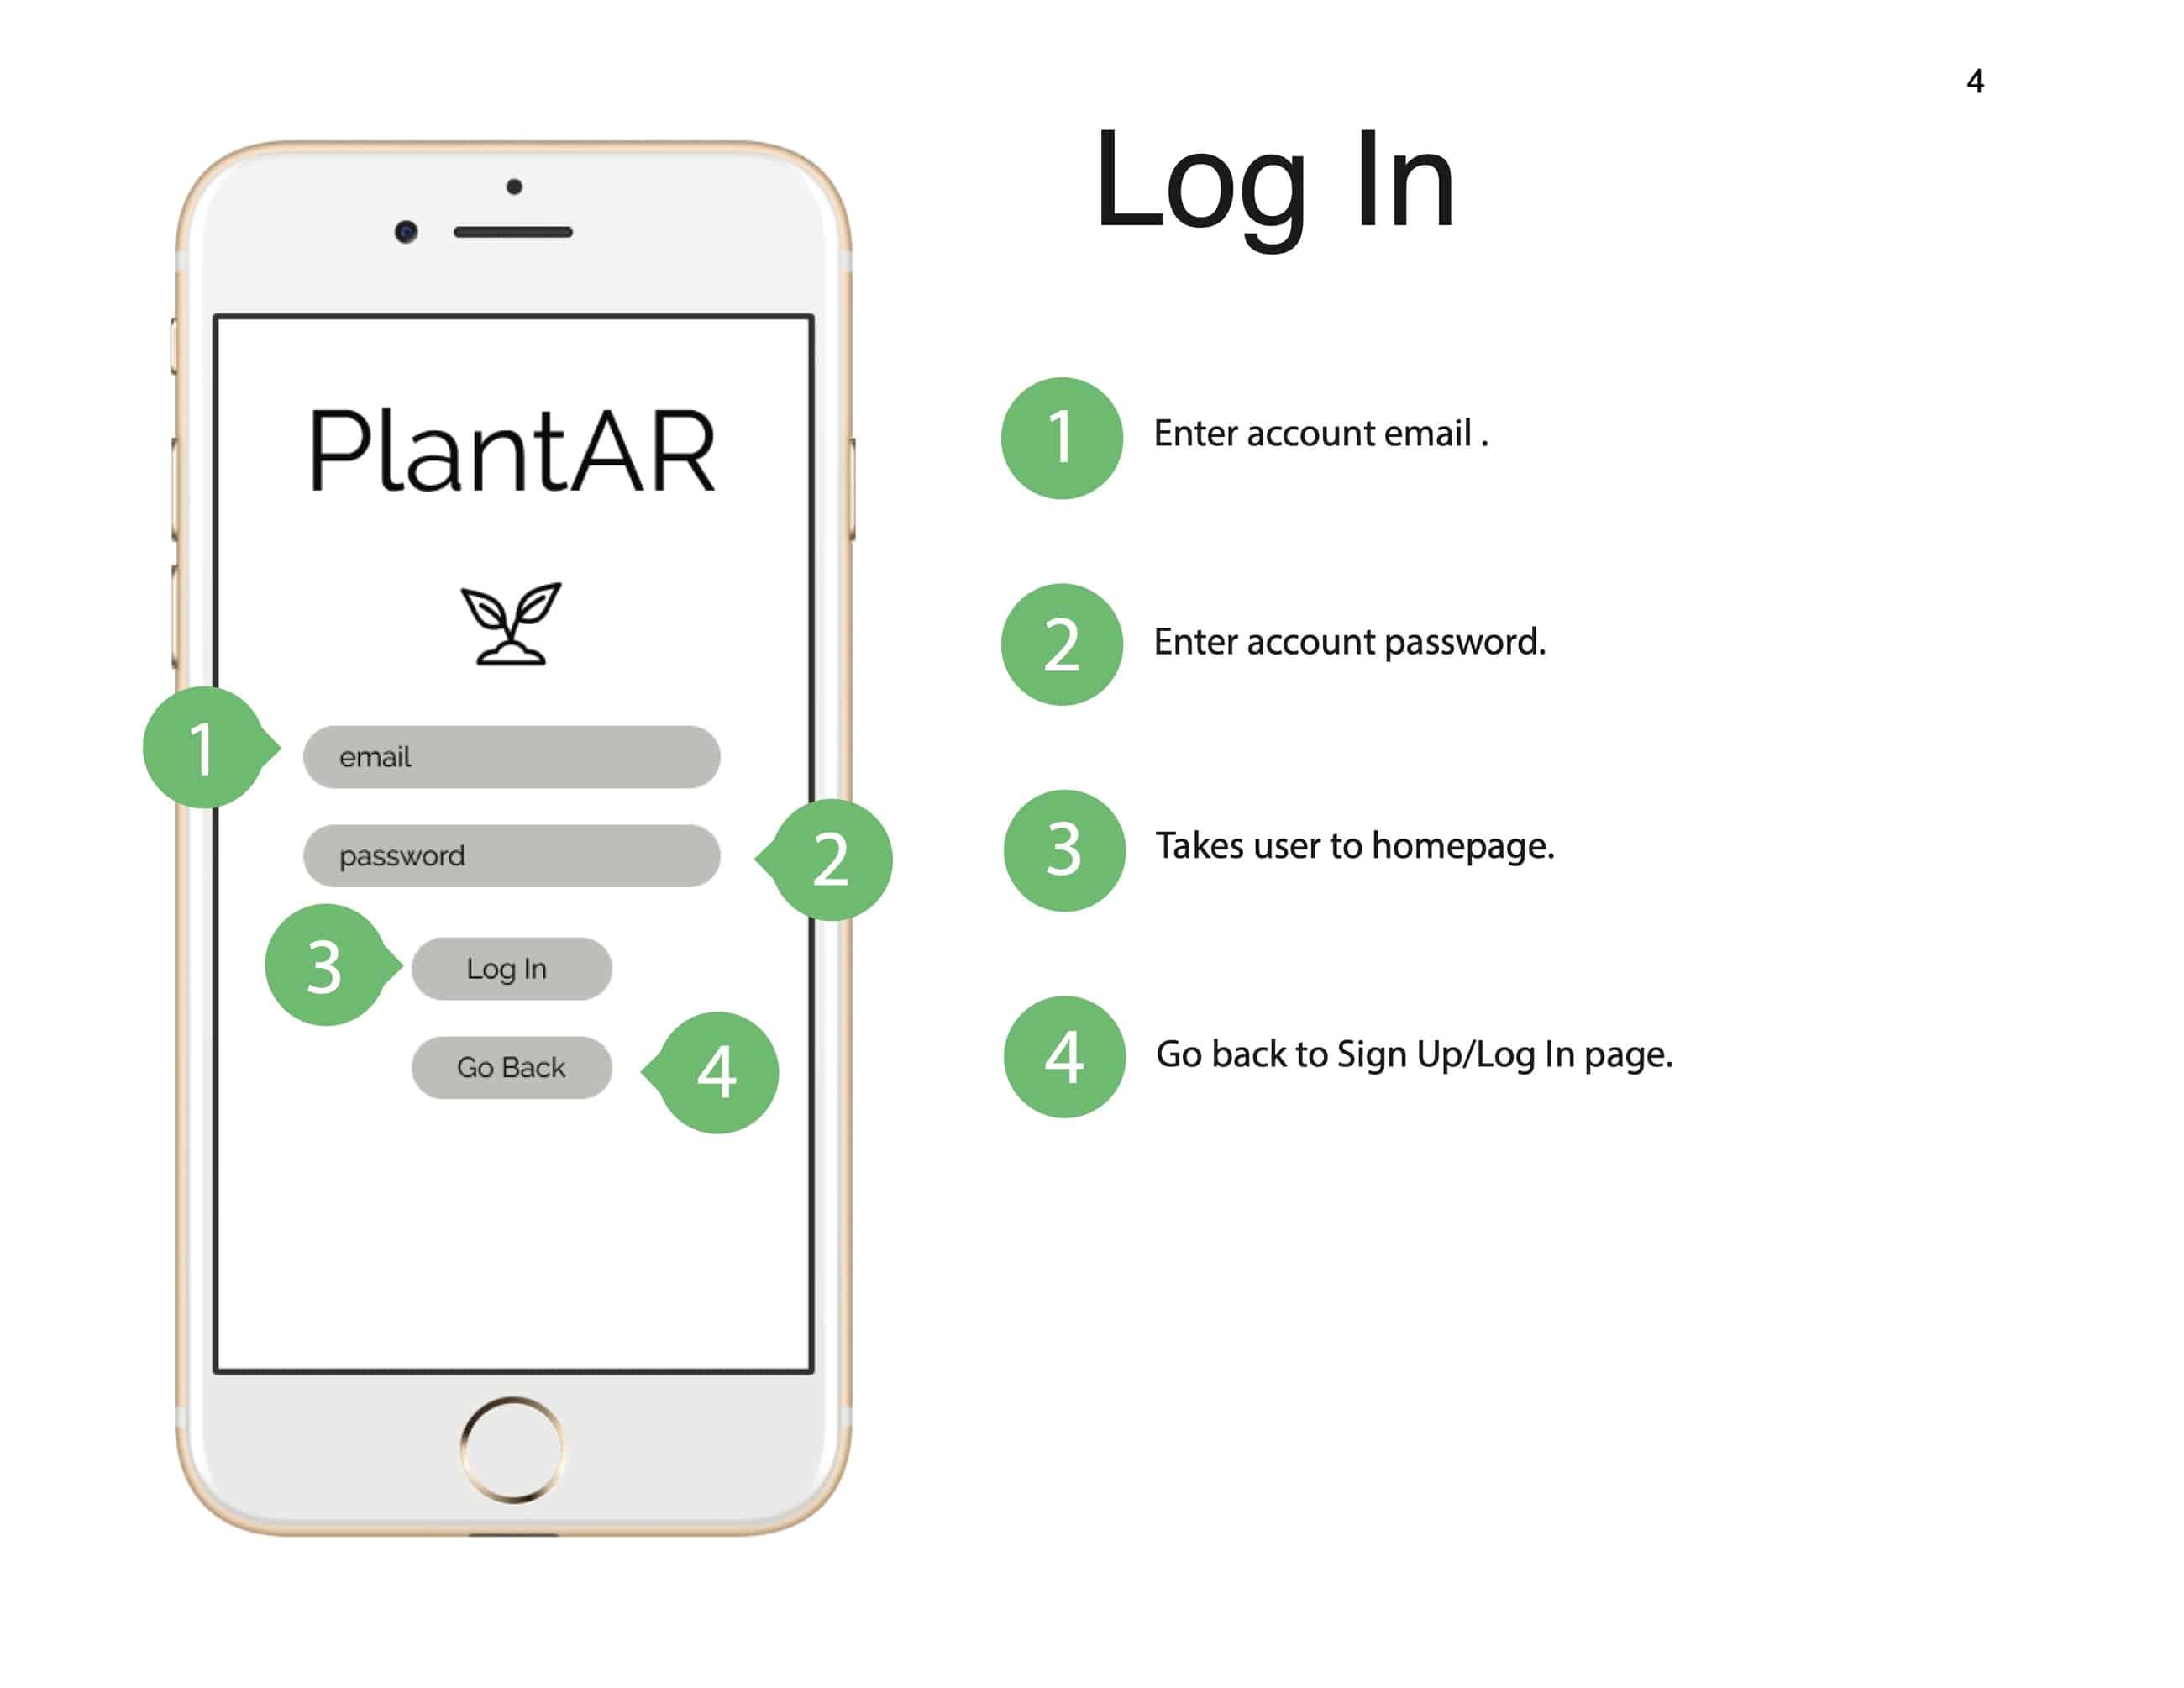 4
Log In
PlantAR
1 email
password 2
3 Log In
Go Back 4
1 Enter account email .
2 Enter account password.
3 Takes user to homepage.
4 Go back to Sign Up/Log In page.